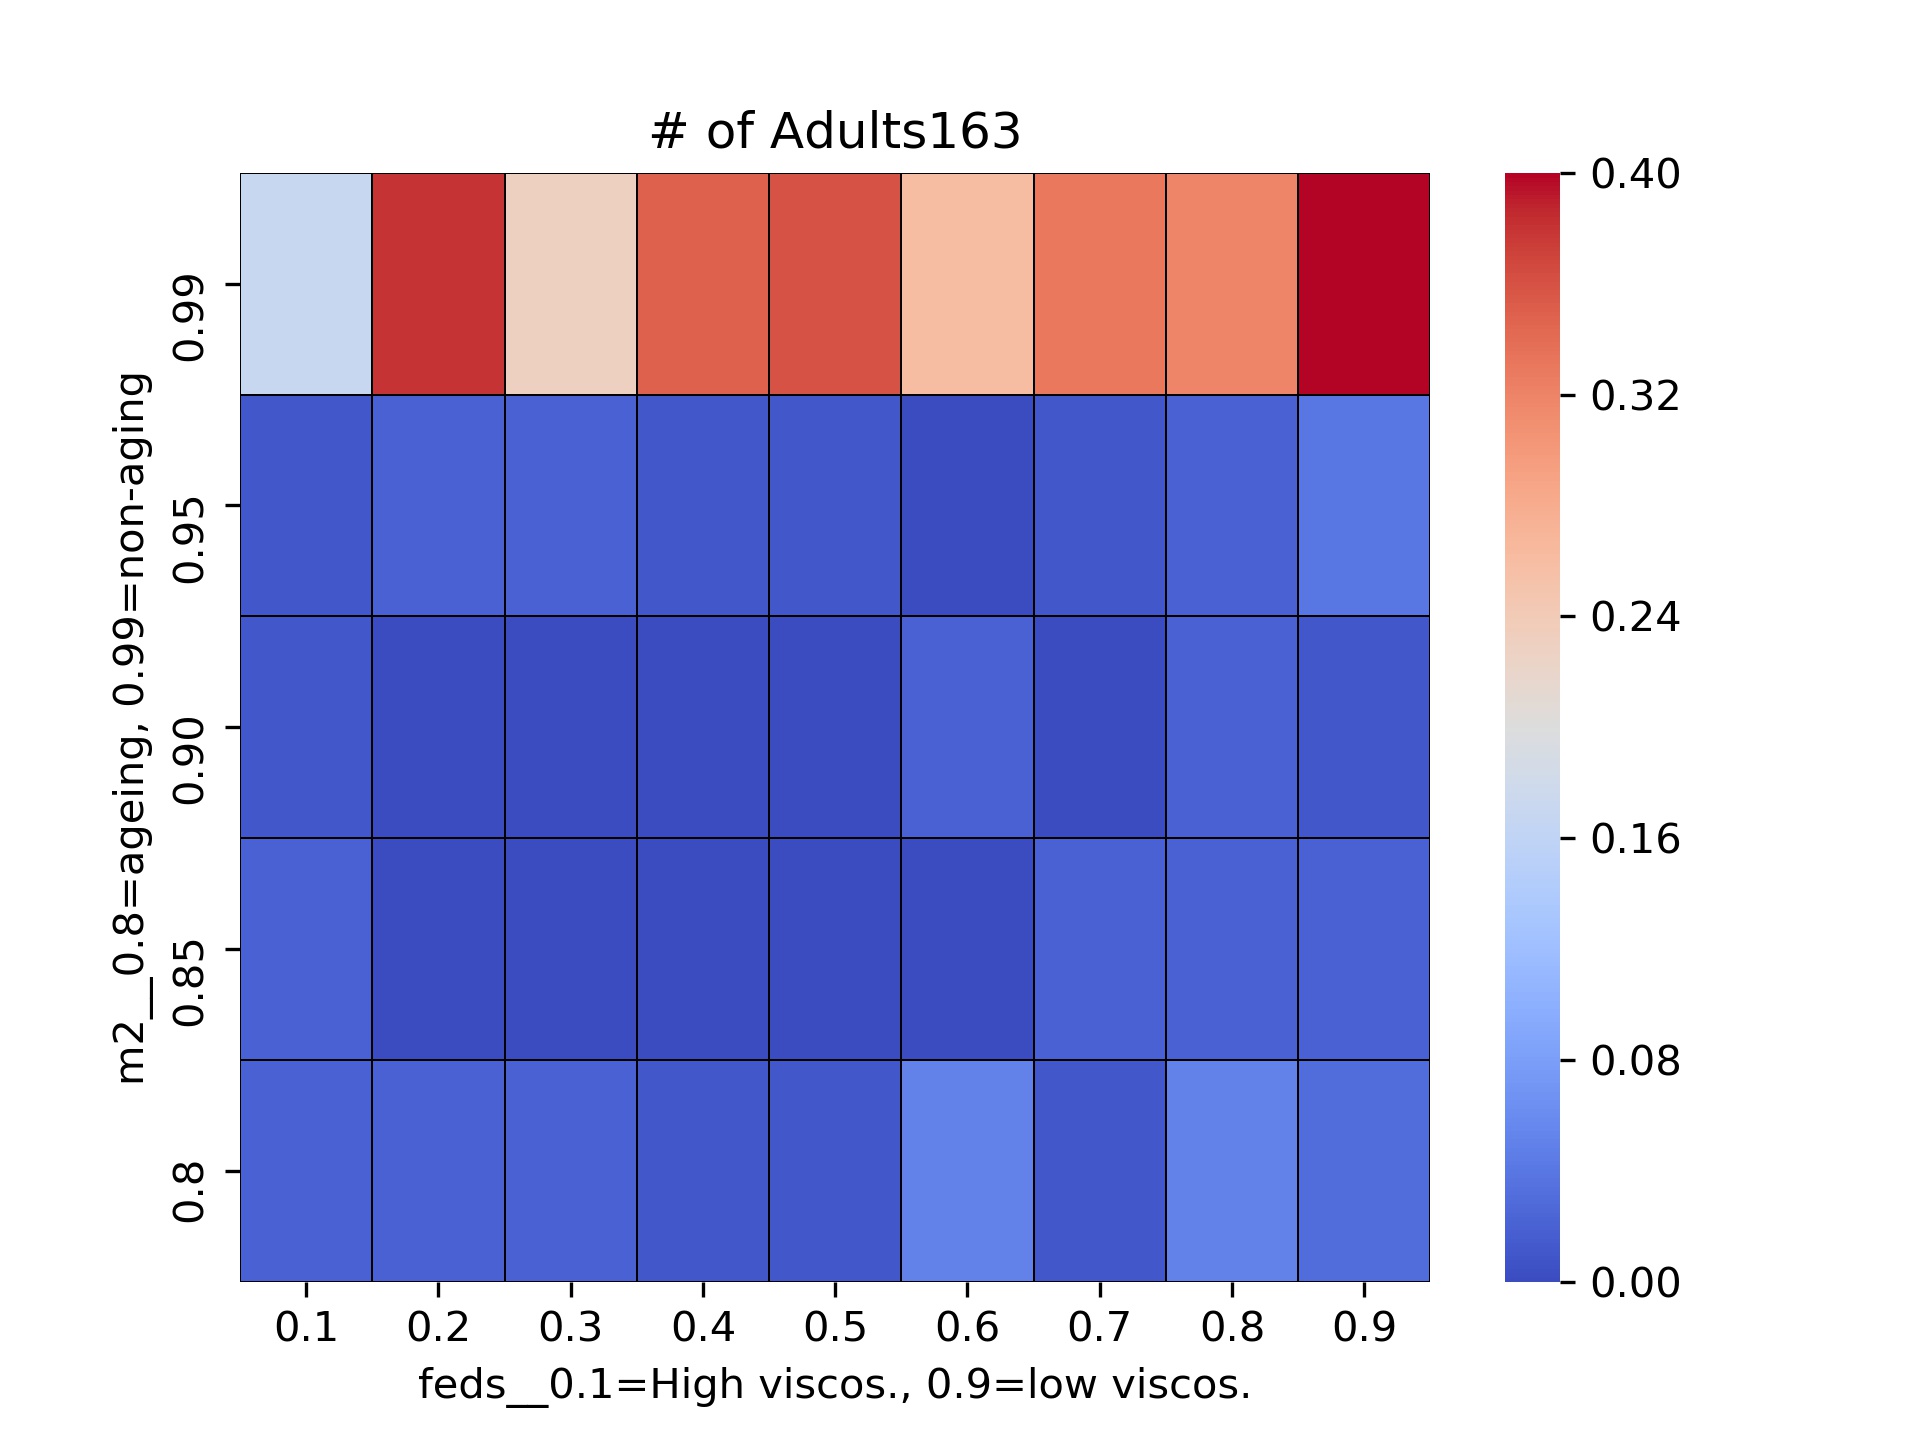 # of Adults163
m2__0.8=ageing, 0.99=non-aging
0.99
0.95
0.90
0.85
0.8
0.1 0.2 0.3 0.4 0.5 0.6 0.7 0.8 0.9
feds__0.1=High viscos., 0.9=low viscos.
0.40
0.32
0.24
0.16
0.08
0.00